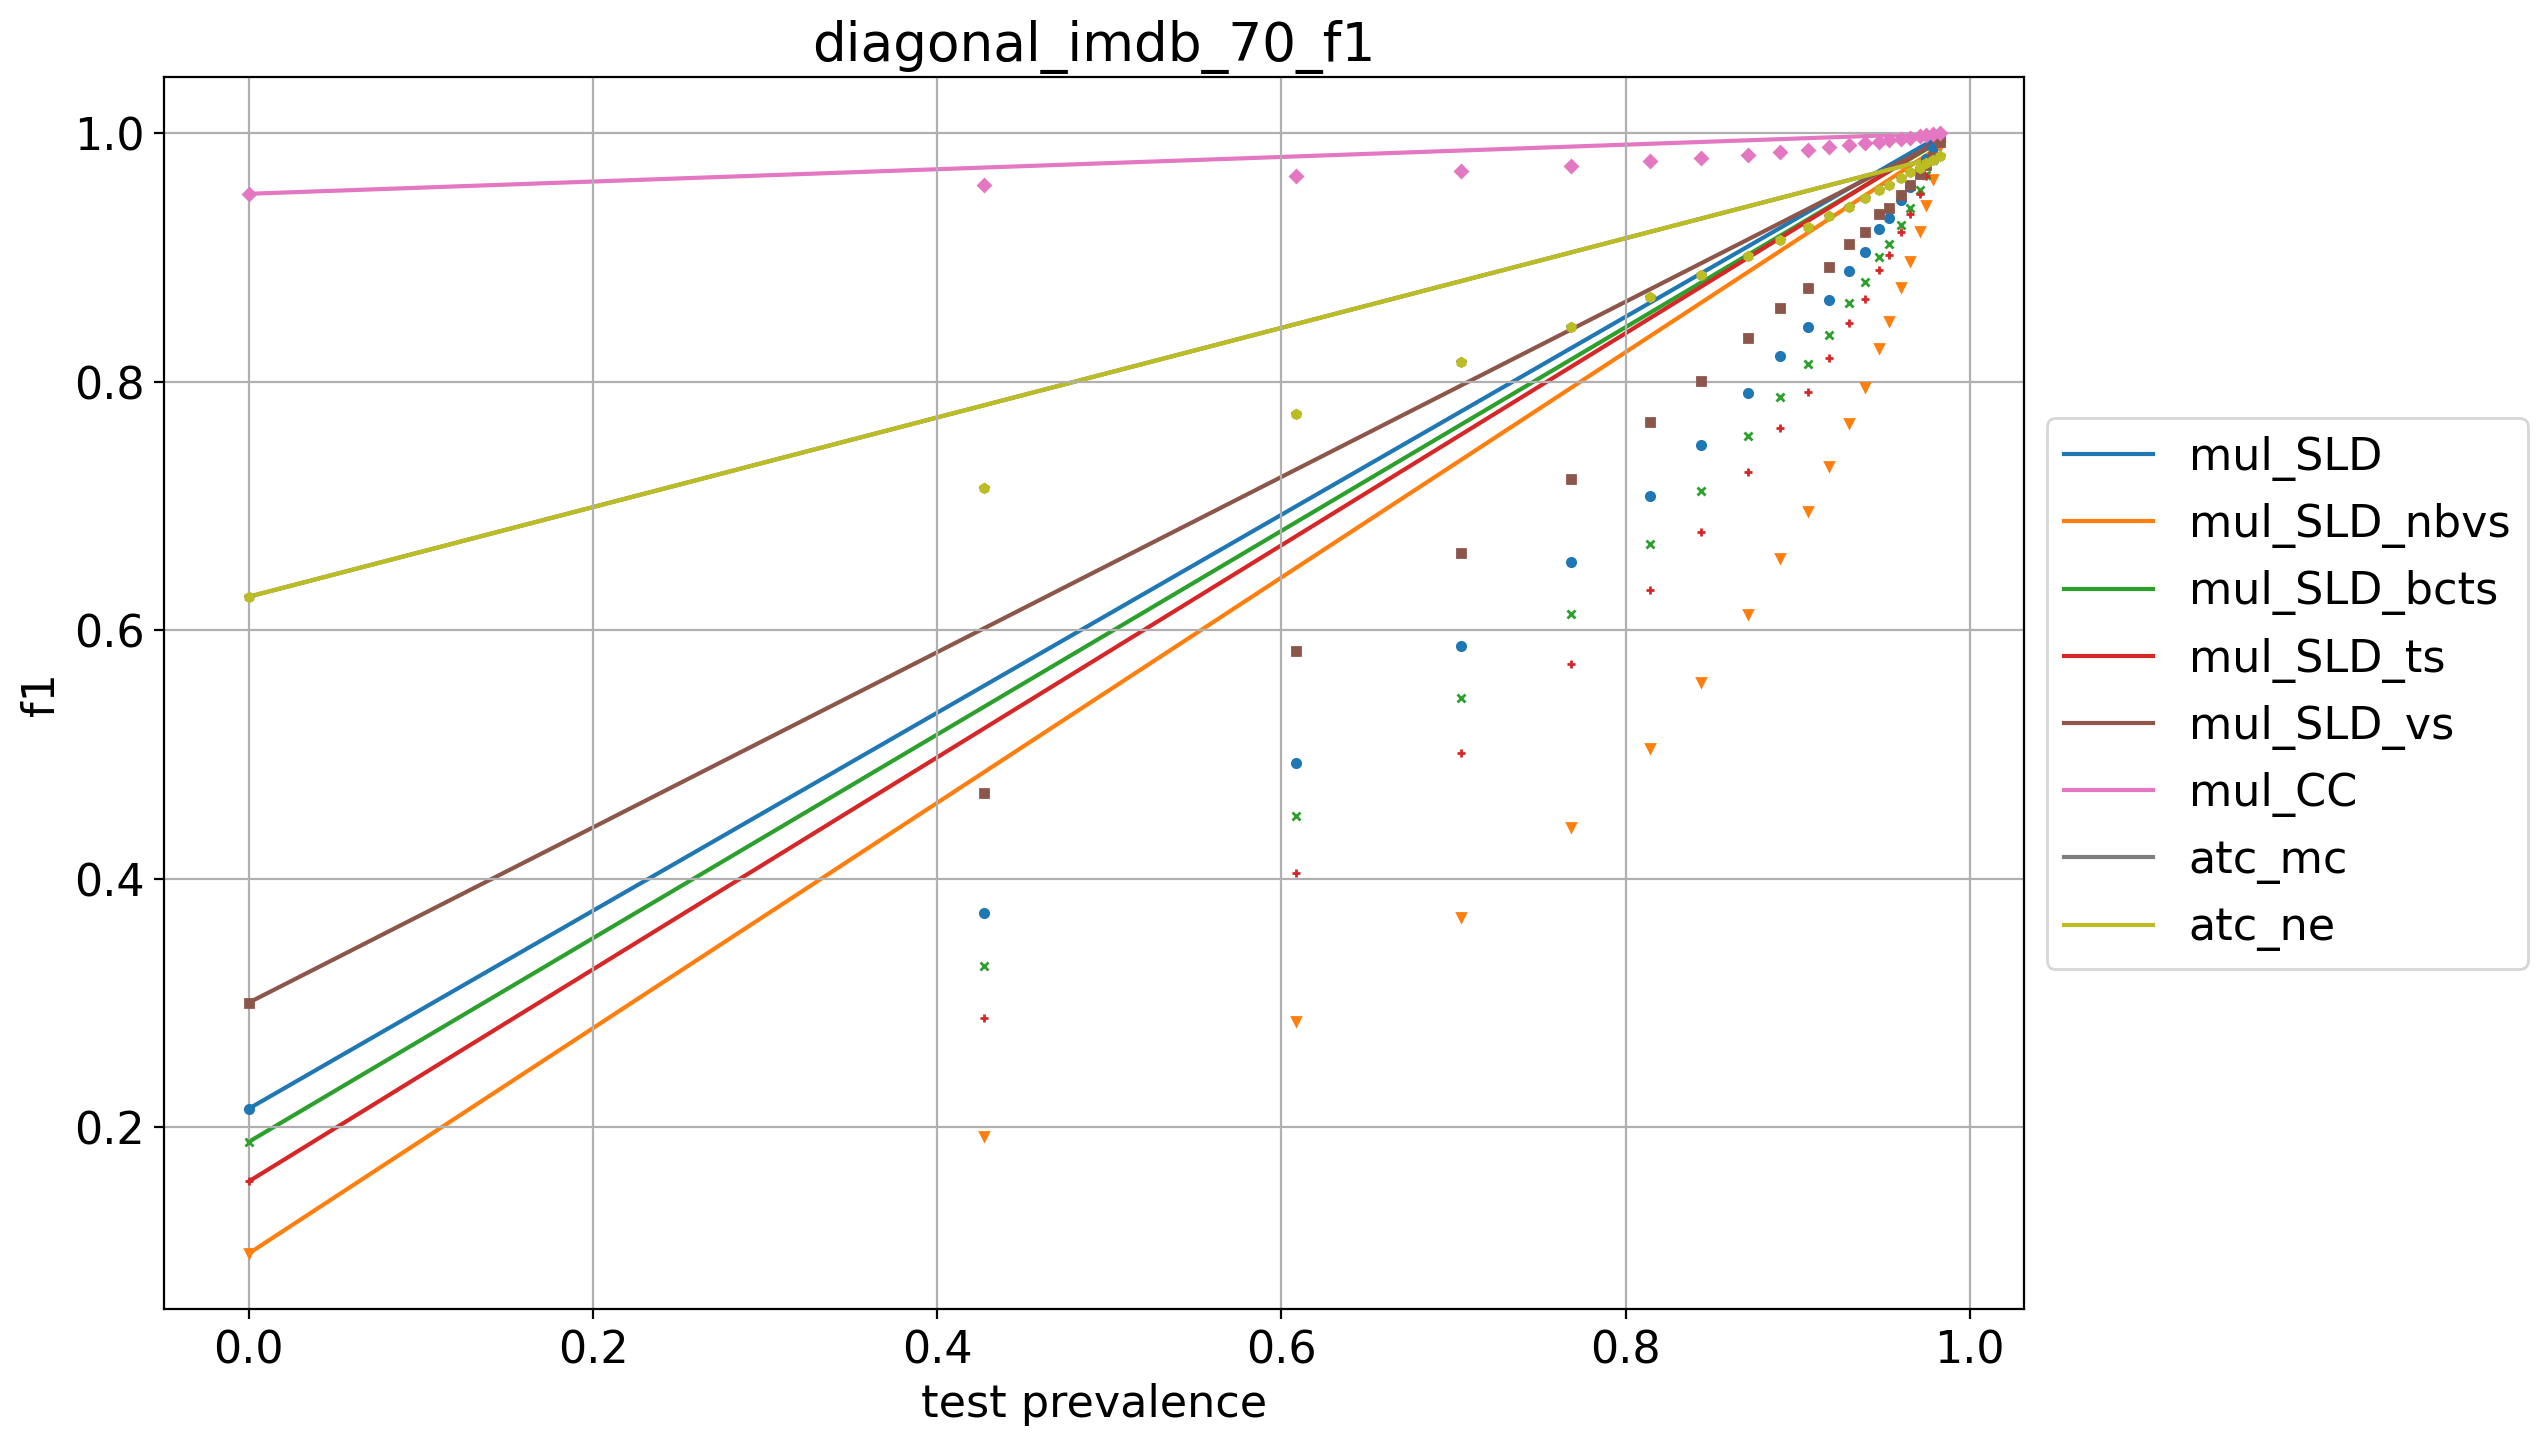 diagonal_imdb_70_f1
1.0
0.8
0.6
0.4
0.2
f1
0.0 0.2 0.4 0.6 0.8 1.0
test prevalence
mul_SLD
mul_SLD_nbvs
mul_SLD_bcts
mul_SLD_ts
mul_SLD_vs
mul_CC
atc_mc
atc_ne